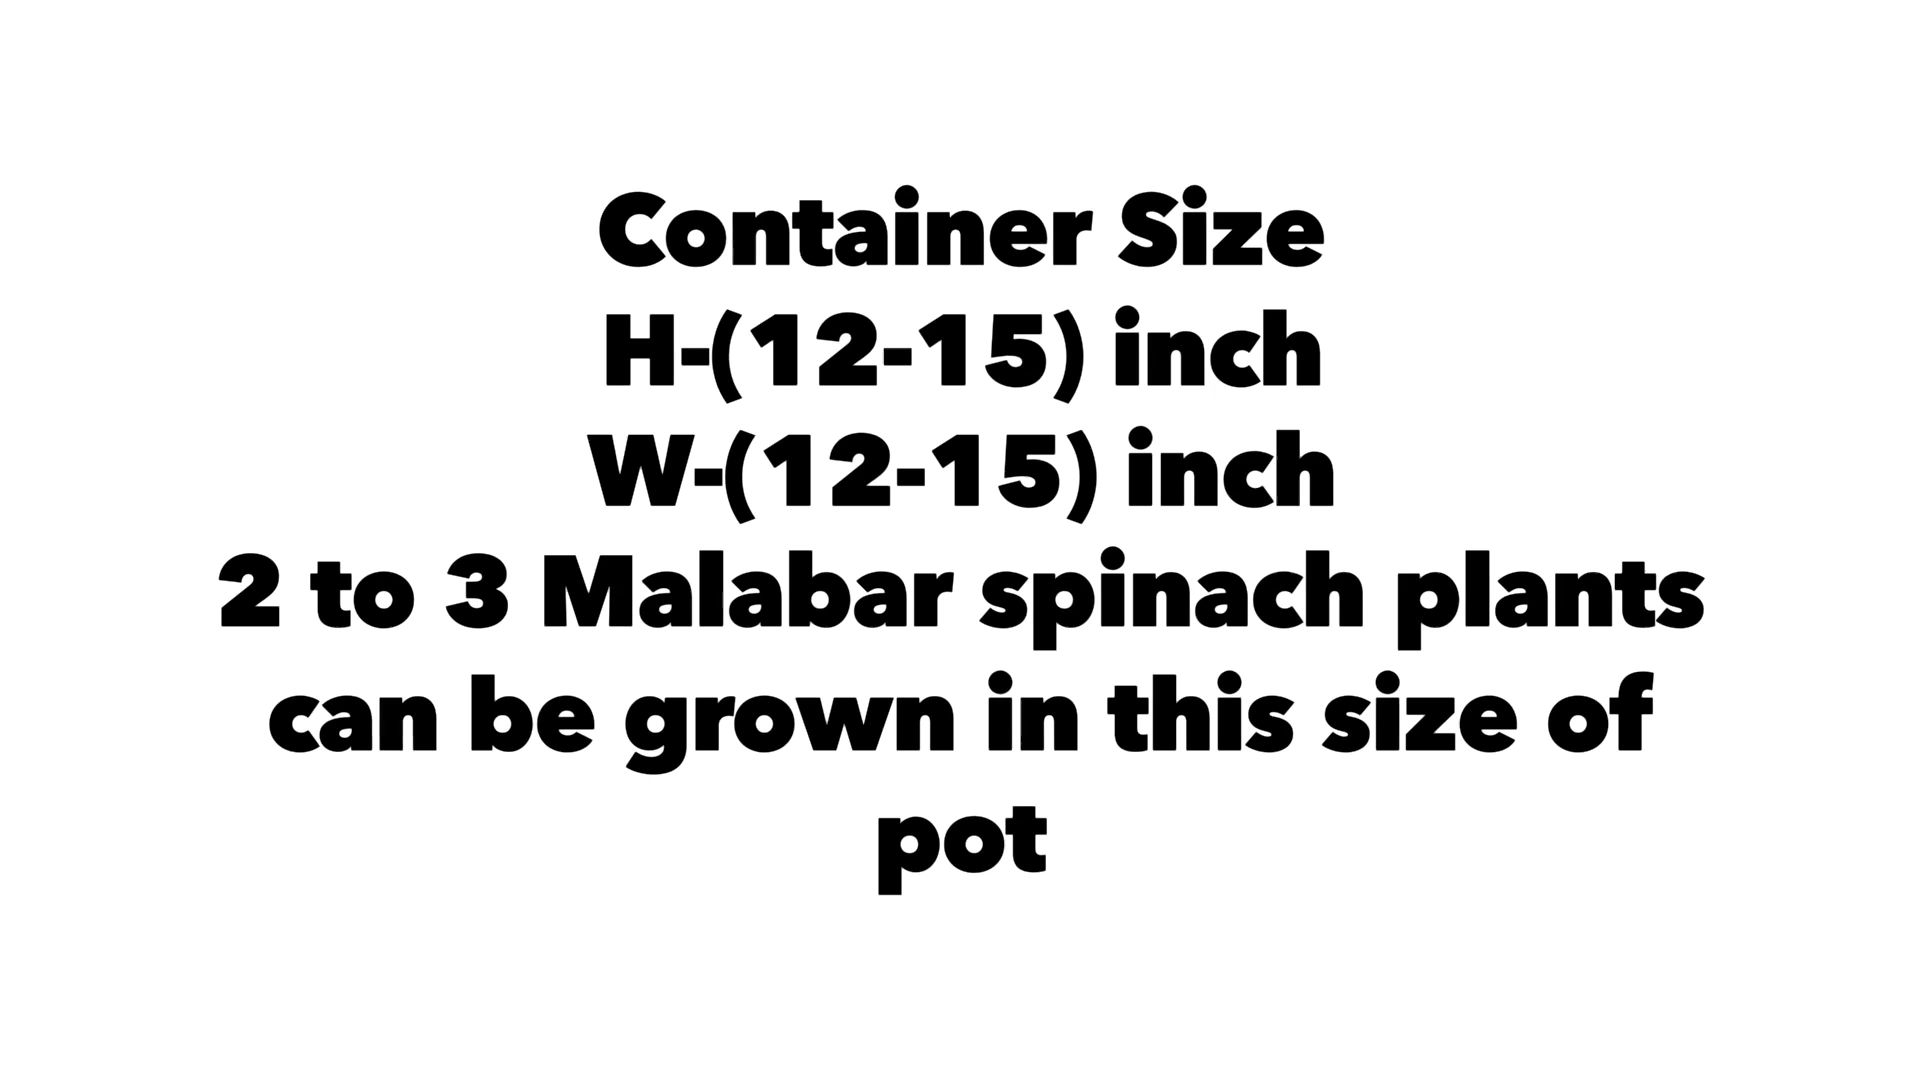 Container Size
H-(12-15) inch
W-(12-15) inch
2 to 3 Malabar spinach plants
can be grown in this size of
pot